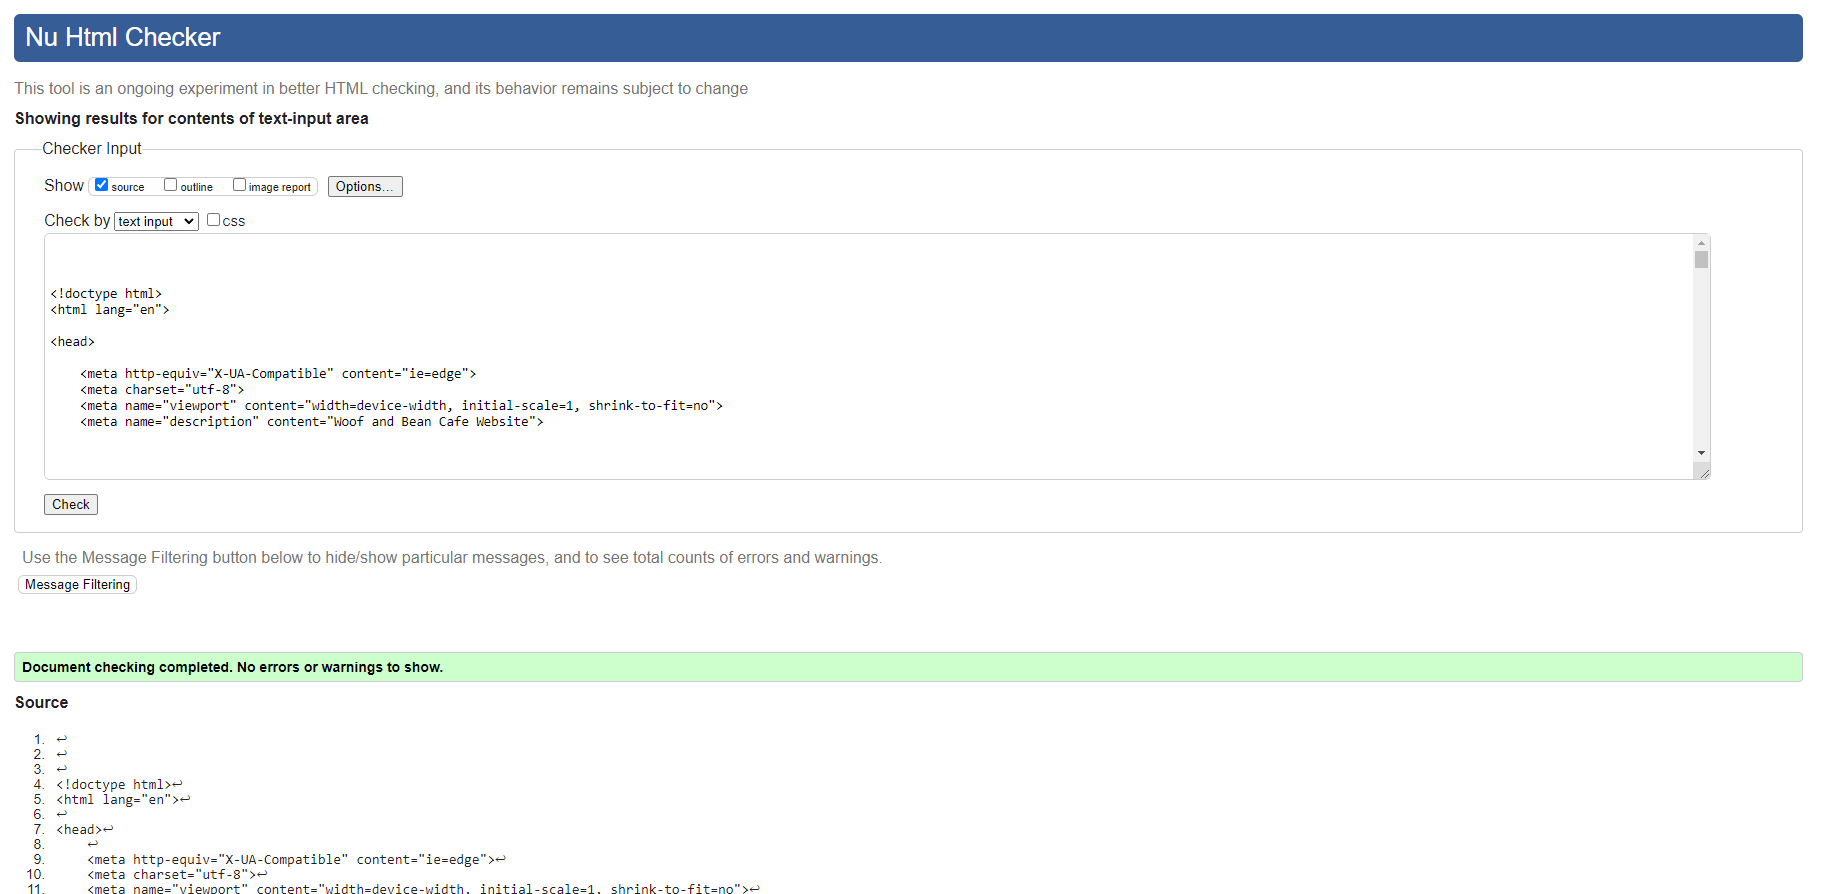 Nu Html Checker
This tool is an ongoing experiment in better HTML checking, and its behavior remains subject to change
Showing results for contents of text-input area
Checker Input
Show source outline image report Options...
Check by text input css
<!doctype html>
<html lang="en">
<head>
<meta http-equiv="X-UA-Compatible" content="ie=edge">
<meta charset="utf-8">
<meta name="viewport" content="width=device-width, initial-scale=1, shrink-to-fit=no">
<meta name="description" content="Woof and Bean Cafe Website">
Check
Use the Message Filtering button below to hide/show particular messages, and to see total counts of errors and warnings.
Message Filtering
Document checking completed. No errors or warnings to show.
Source
1. ↩
2. ↩
3. ↩
4. <!doctype html>↩
5. <html lang="en">↩
6. ↩
7. <head>↩
8. ↩
9. <meta http-equiv="X-UA-Compatible" content="ie=edge">↩
10. <meta charset="utf-8">↩
11. <meta name="viewport" content="width=device-width, initial-scale=1, shrink-to-fit=no">↩